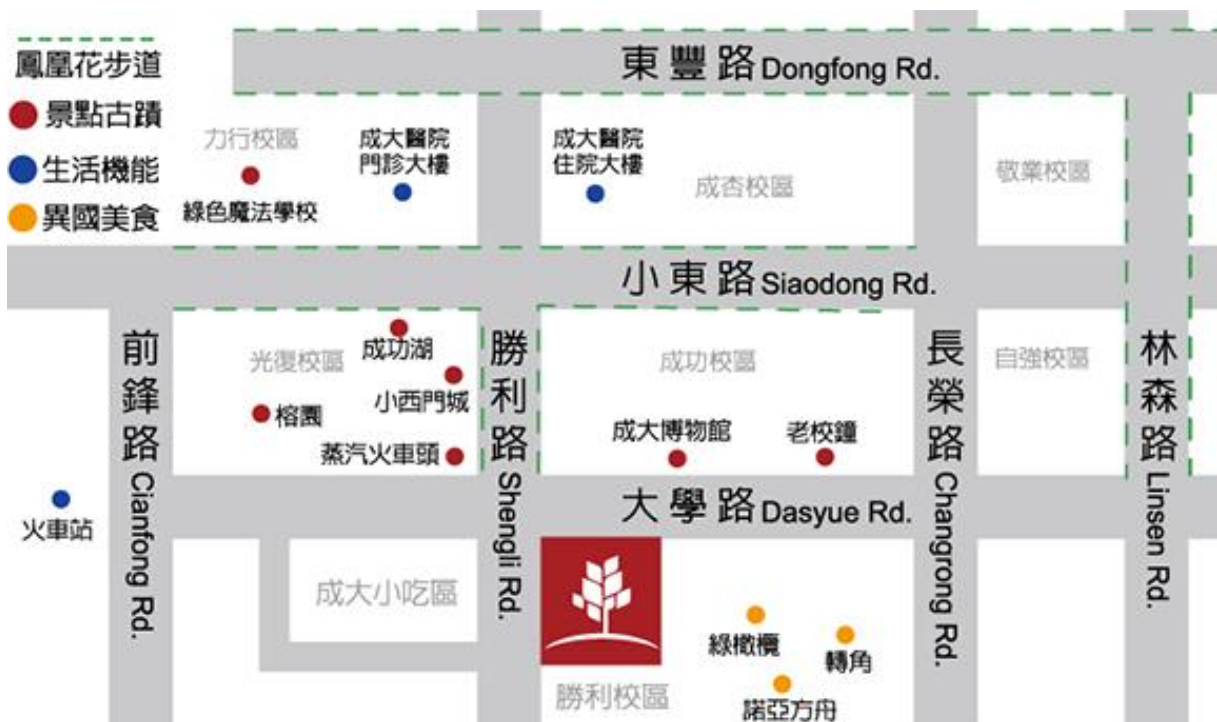 鳳凰花步道
景點古蹟
生活機能
異國美食
東豐路 Dongfong Rd.
力行校區
綠色魔法學校
成大醫院
門診大樓
成大醫院
住院大樓
成杏校區
敬業校區
小東路 Siaodong Rd.
前鋒路 Cianfong Rd.
光復校區
成功湖
小西門城
榕園
蒸汽火車頭
勝利路 Shengli Rd.
成功校區
成大博物館
老校鐘
長榮路 Changrong Rd.
自強校區
林森路 Linsen Rd.
火車站
大學路 Dasyue Rd.
成大小吃區
勝利校區
綠橄欖
轉角
諾亞方舟